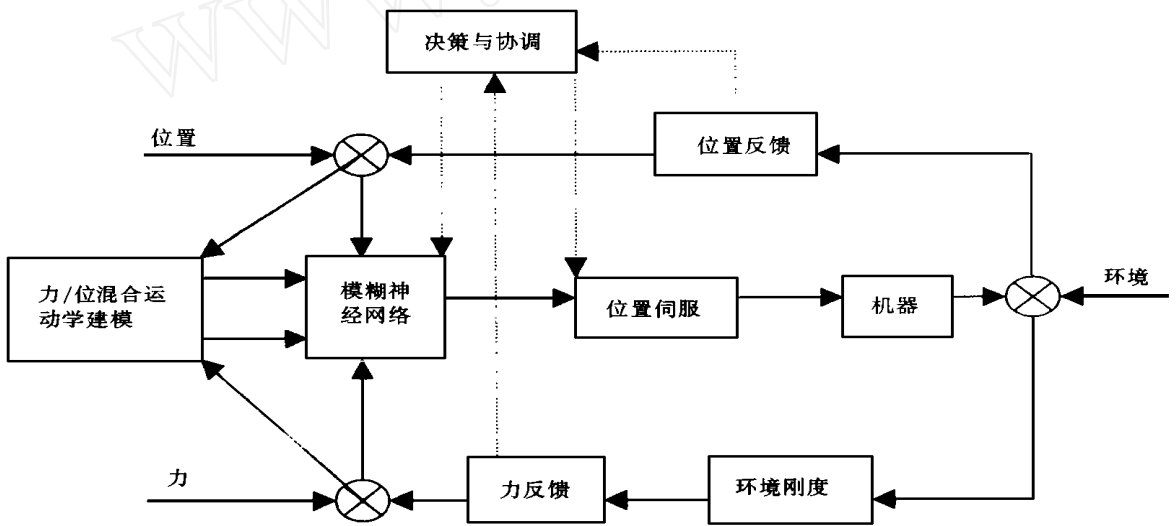 www.
决策与协调
位置
位置反馈
力/位混合运
动学建模
模糊神
经网络
位置伺服
机器
环境
力
力反馈
环境刚度